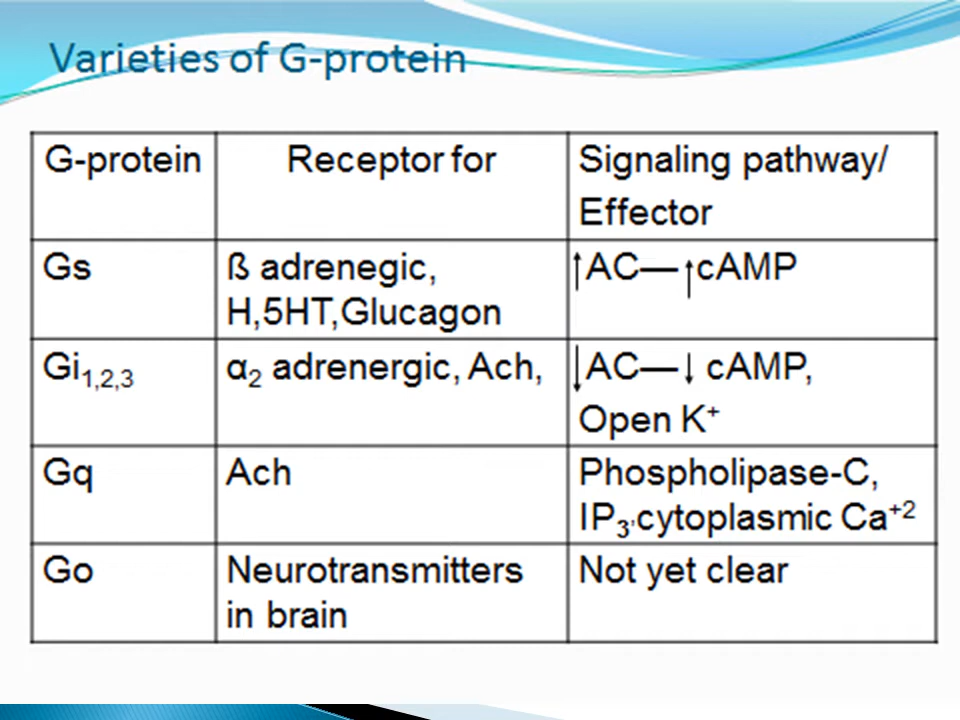 Varieties of G-protein
G-protein
Receptor for
Signaling pathway/
Effector
Gs
ß adrenegic,
H,5HT,Glucagon
↑AC—↑cAMP
Gi1,2,3
α2 adrenergic, Ach,
↓AC—↓ cAMP,
Open K+
Gq
Ach
Phospholipase-C,
IP3,cytoplasmic Ca+2
Go
Neurotransmitters
in brain
Not yet clear